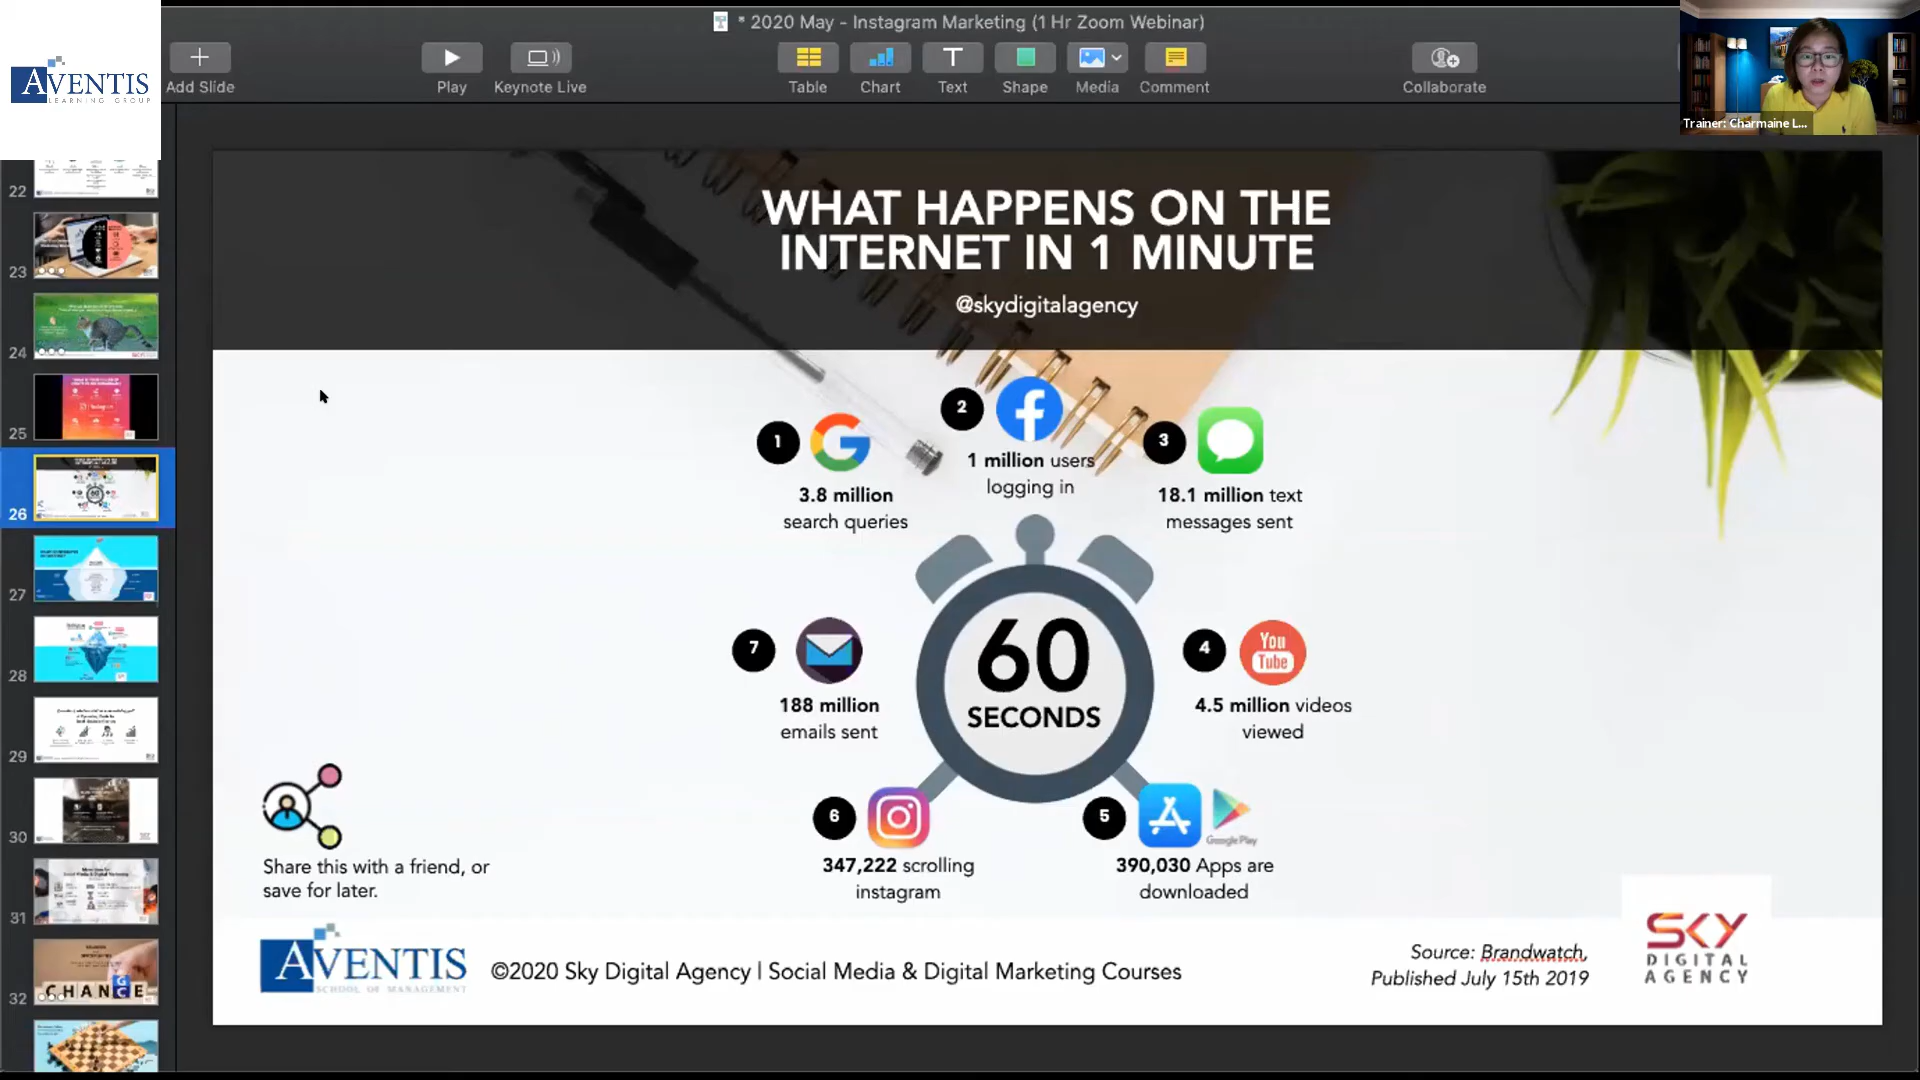 * 2020 May - Instagram Marketing (1 Hr Zoom Webinar)
AVENTIS
LEARNING GROUP
Add Slide
Play
Keynote Live
Table
Chart
Text
Shape
Media
Comment
Collaborate
Trainer: Charmaine L...
22
23
24
25
26
27
28
29
30
31
32
CHANGE
WHAT HAPPENS ON THE
INTERNET IN 1 MINUTE
@skydigitalagency
1
3.8 million
search queries
2
1 million users
logging in
3
18.1 million text
messages sent
60
SECONDS
7
188 million
emails sent
4
You
Tube
4.5 million videos
viewed
6
347,222 scrolling
instagram
5
Google Play
390,030 Apps are
downloaded
Share this with a friend, or
save for later.
AVENTIS
SCHOOL OF MANAGEMENT
©2020 Sky Digital Agency | Social Media & Digital Marketing Courses
Source: Brandwatch,
Published July 15th 2019
SKY
DIGITAL
AGENCY